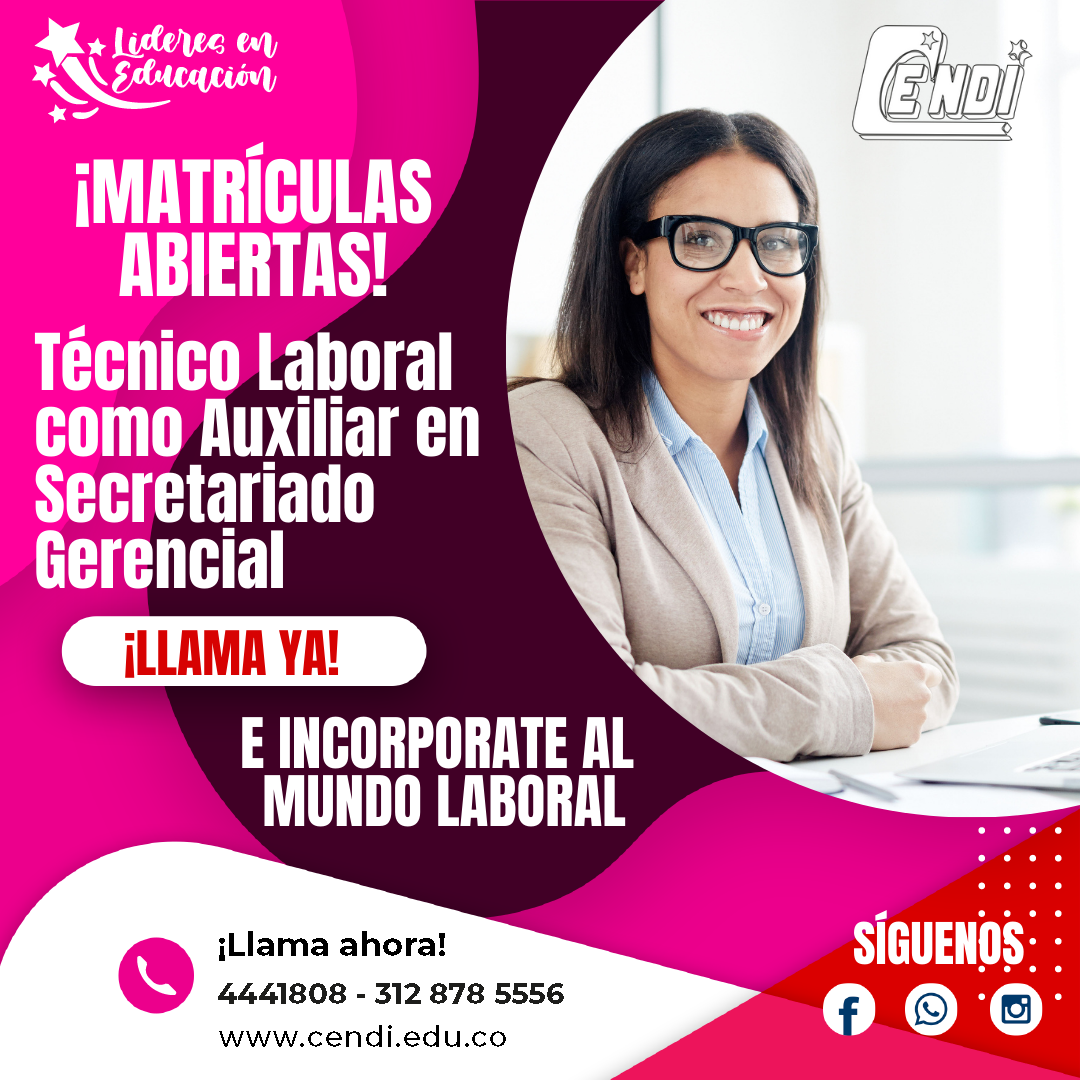 Lideres en
Educación
CENDI
¡MATRÍCULAS
ABIERTAS!
Técnico Laboral
como Auxiliar en
Secretariado
Gerencial
¡LLAMA YA!
E INCORPORATE AL
MUNDO LABORAL
¡Llama ahora!
4441808 - 312 878 5556
www.cendi.edu.co
SÍGUENOS